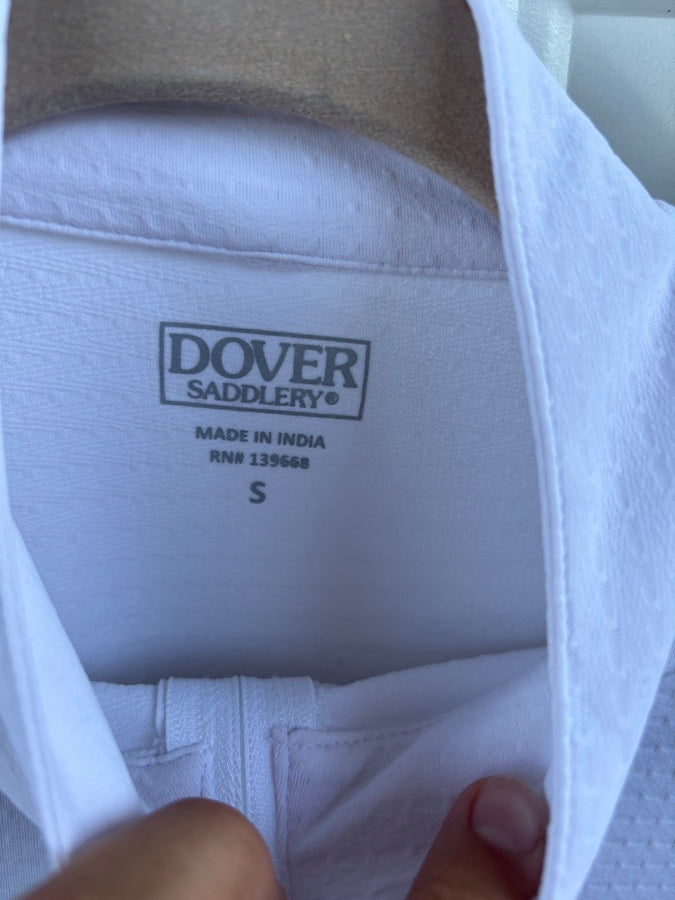 DOVER
SADDLERY®
MADE IN INDIA
RN# 139668
S